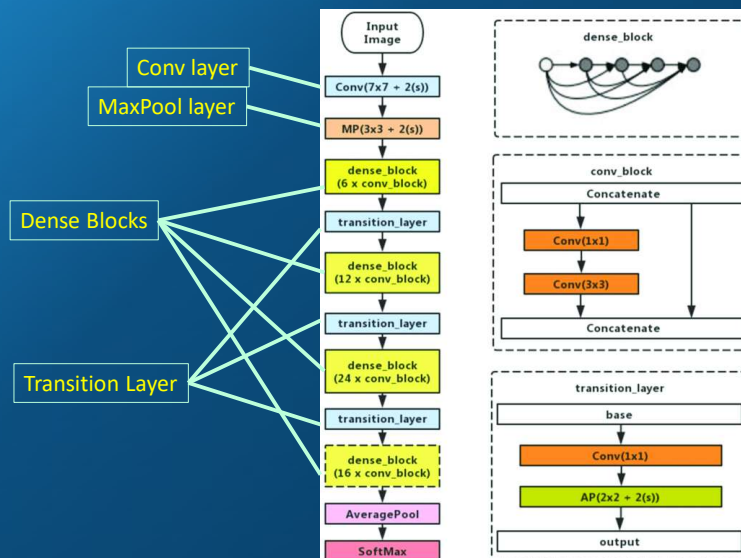 Conv layer
MaxPool layer
Dense Blocks
Transition Layer
Input
Image
Conv(7x7 + 2(s))
MP(3x3 + 2(s))
dense_block
(6 x conv_block)
transition_layer
dense_block
(12 x conv_block)
transition_layer
dense_block
(24 x conv_block)
transition_layer
dense_block
(16 x conv_block)
AveragePool
SoftMax
dense_block
conv_block
Concatenate
Conv(1x1)
Conv(3x3)
Concatenate
transition_layer
base
Conv(1x1)
AP(2x2 + 2(s))
output